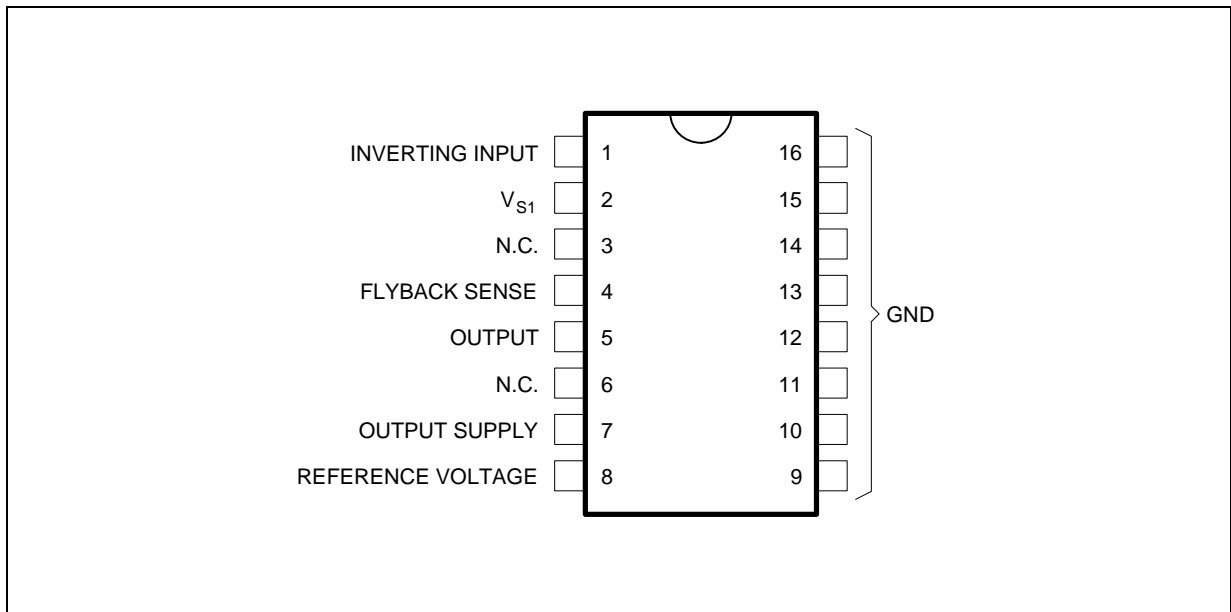 INVERTING INPUT 1 16
VS1 2 15
N.C. 3 14
FLYBACK SENSE 4 13
OUTPUT 5 12
N.C. 6 11
OUTPUT SUPPLY 7 10
REFERENCE VOLTAGE 8 9
GND